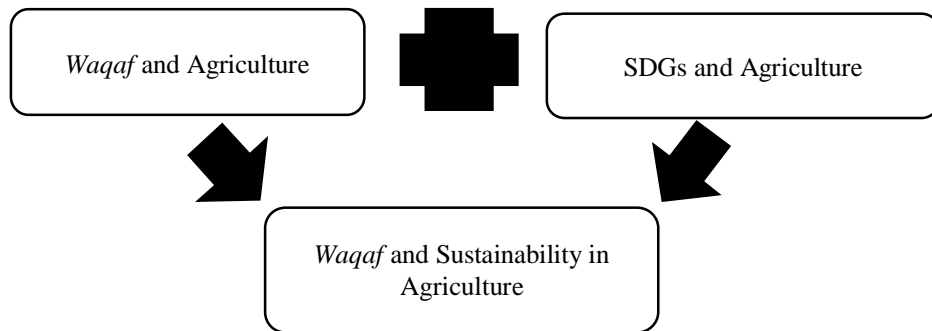 Waqaf and Agriculture
SDGs and Agriculture
Waqaf and Sustainability in
Agriculture